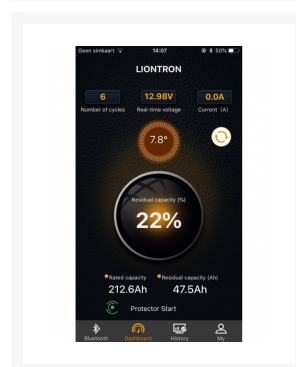 Geen simkaart 14:07 50%
LIONTRON
6 12.98V 0.0A
Number of cycles Real-time voltage Current (A)
7.8°
Residual capacity (%)
22%
Rated capacity Residual capacity (Ah)
212.6Ah 47.5Ah
Protector Start
Bluetooth Dashboard History My